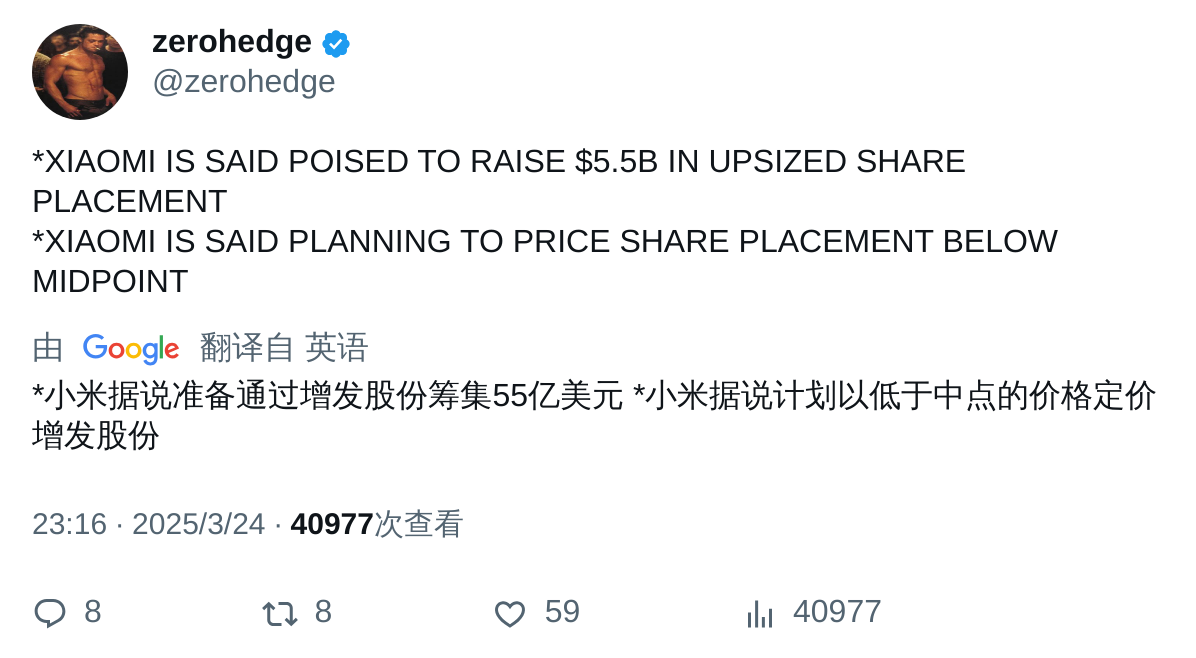 zerohedge
@zerohedge
*XIAOMI IS SAID POISED TO RAISE $5.5B IN UPSIZED SHARE
PLACEMENT
*XIAOMI IS SAID PLANNING TO PRICE SHARE PLACEMENT BELOW
MIDPOINT
由 Google 翻译自 英语
*小米据说准备通过增发股份筹集55亿美元 *小米据说计划以低于中点的价格定价
增发股份
23:16 · 2025/3/24 · 40977次查看
8 8 59 40977